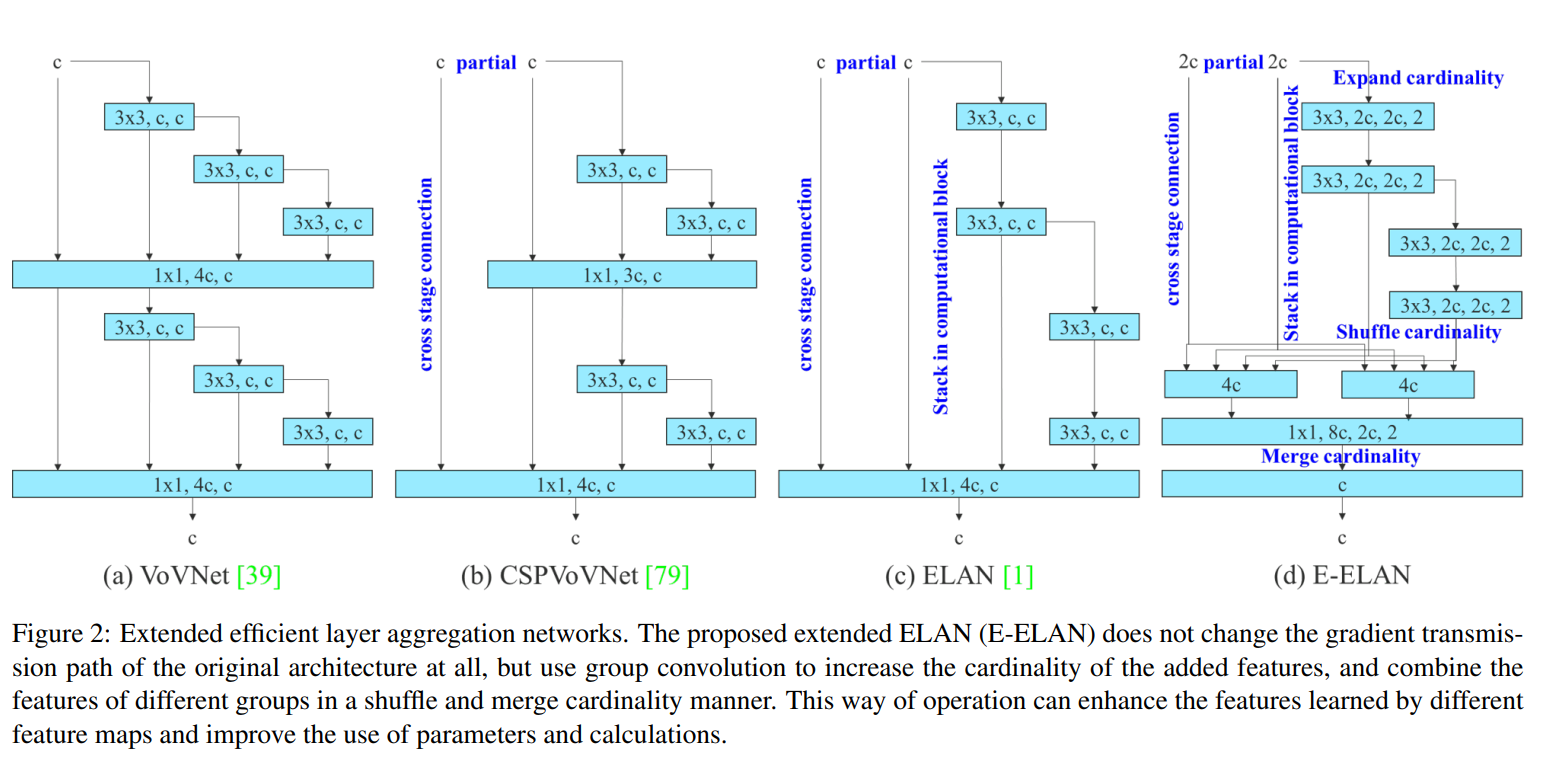 c
3x3, c, c
3x3, c, c
3x3, c, c
1x1, 4c, c
3x3, c, c
3x3, c, c
3x3, c, c
1x1, 4c, c
c
(a) VoVNet [39]
c partial c
cross stage connection
3x3, c, c
3x3, c, c
1x1, 3c, c
3x3, c, c
3x3, c, c
1x1, 4c, c
c
(b) CSPVoVNet [79]
c partial c
cross stage connection
Stack in computational block
3x3, c, c
3x3, c, c
3x3, c, c
3x3, c, c
1x1, 4c, c
c
(c) ELAN [1]
2c partial 2c
Expand cardinality
cross stage connection
Stack in computational block
3x3, 2c, 2c, 2
3x3, 2c, 2c, 2
3x3, 2c, 2c, 2
3x3, 2c, 2c, 2
Shuffle cardinality
4c
4c
1x1, 8c, 2c, 2
Merge cardinality
c
c
(d) E-ELAN
Figure 2: Extended efficient layer aggregation networks. The proposed extended ELAN (E-ELAN) does not change the gradient transmis-
sion path of the original architecture at all, but use group convolution to increase the cardinality of the added features, and combine the
features of different groups in a shuffle and merge cardinality manner. This way of operation can enhance the features learned by different
feature maps and improve the use of parameters and calculations.